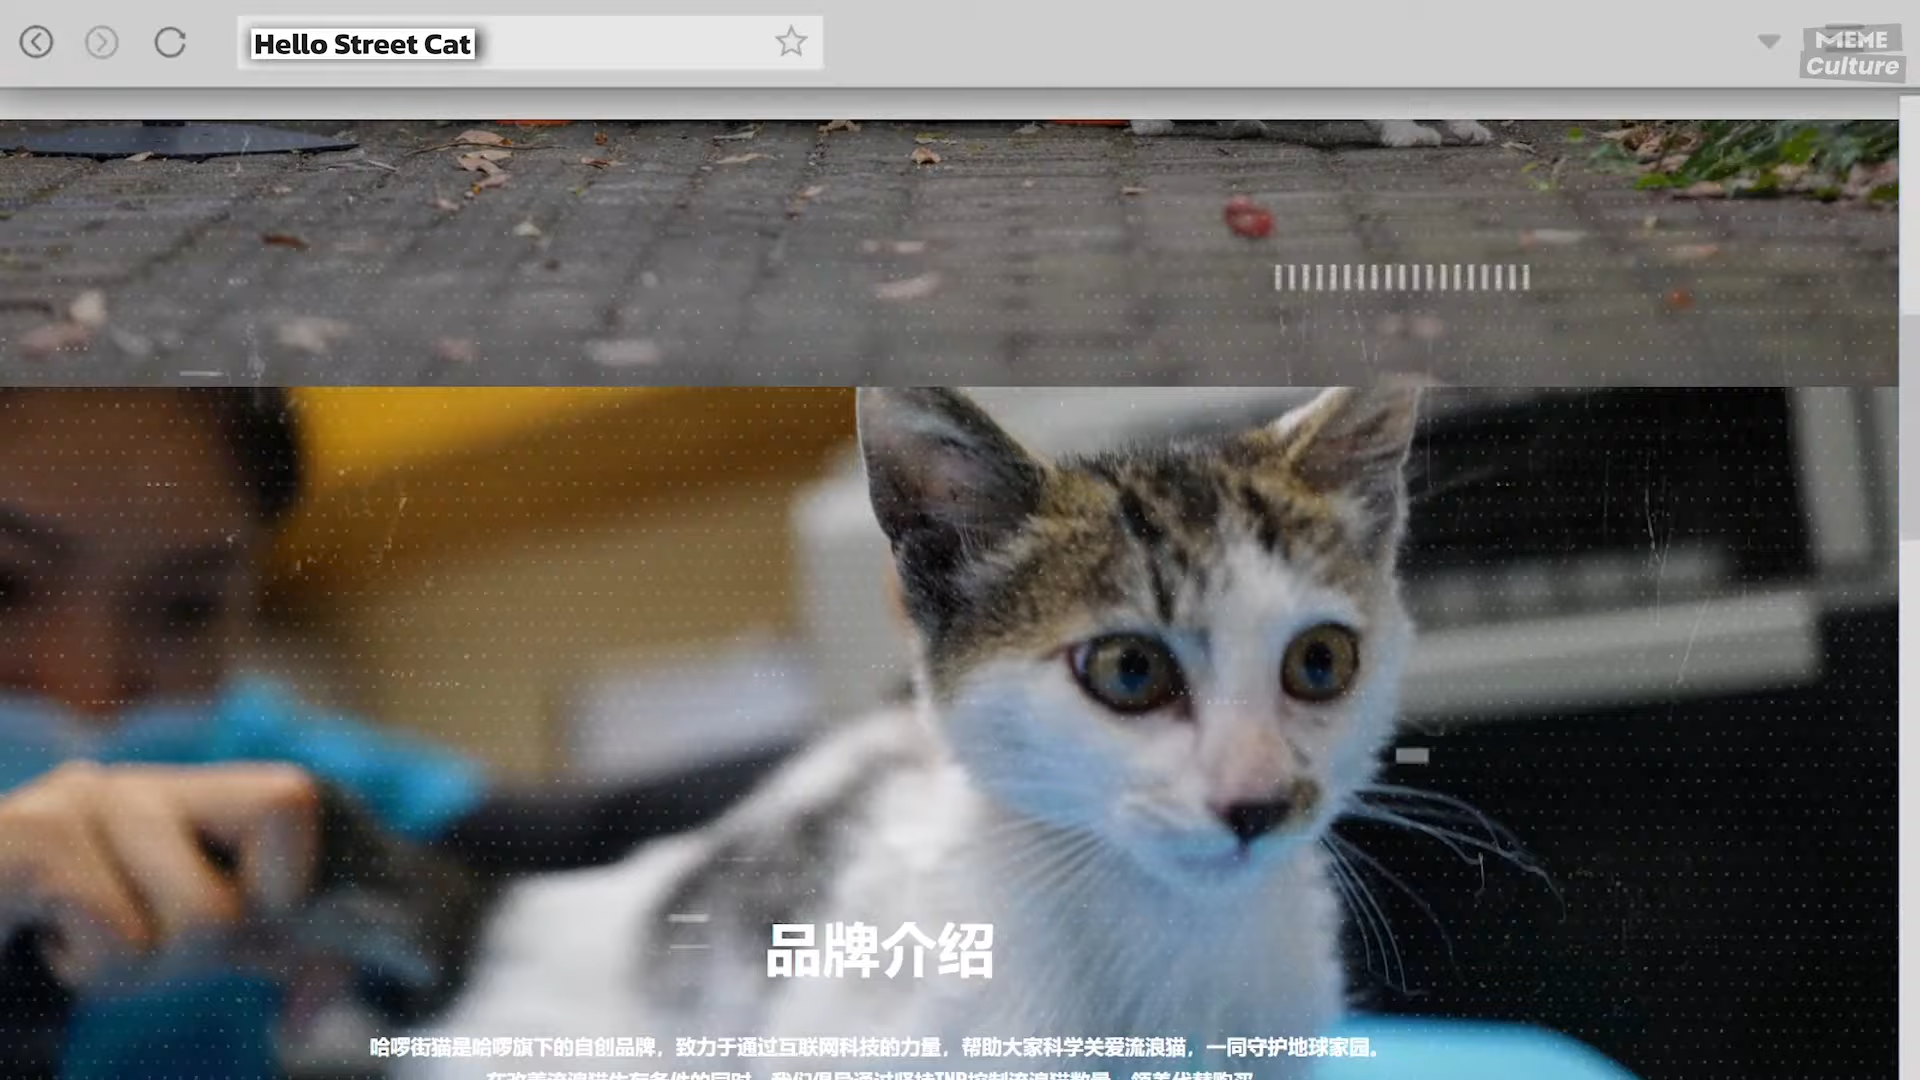 Hello Street Cat
MEME
Culture
品牌介绍
哈啰街猫是哈啰旗下的自创品牌，致力于通过互联网科技的力量，帮助大家科学关爱流浪猫，一同守护地球家园。